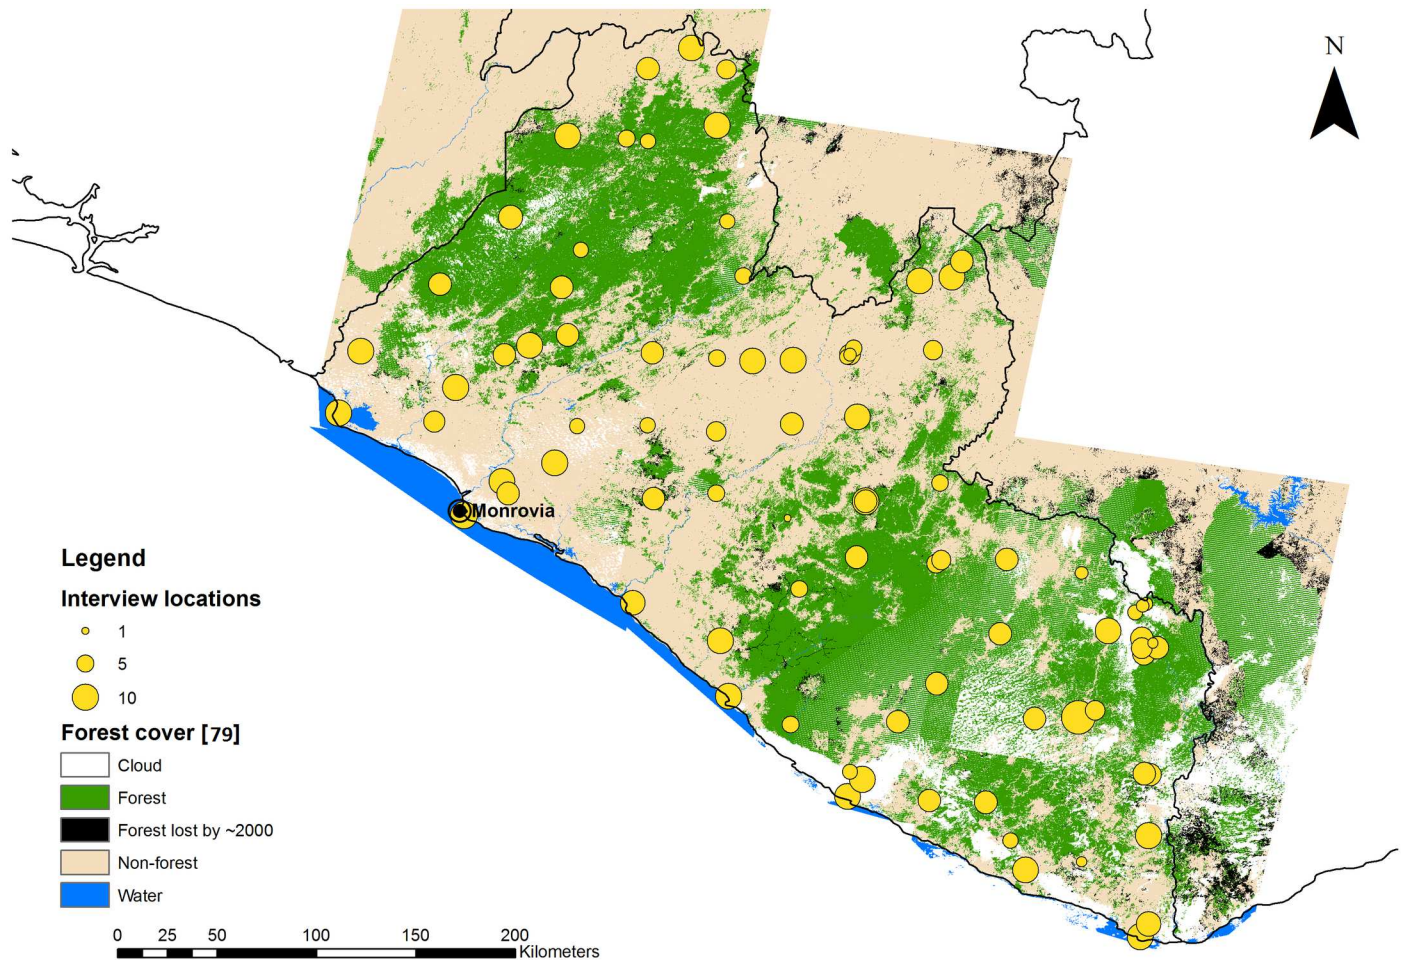 N
Monrovia
Legend
Interview locations
1
5
10
Forest cover [79]
Cloud
Forest
Forest lost by ~2000
Non-forest
Water
0 25 50 100 150 200
Kilometers